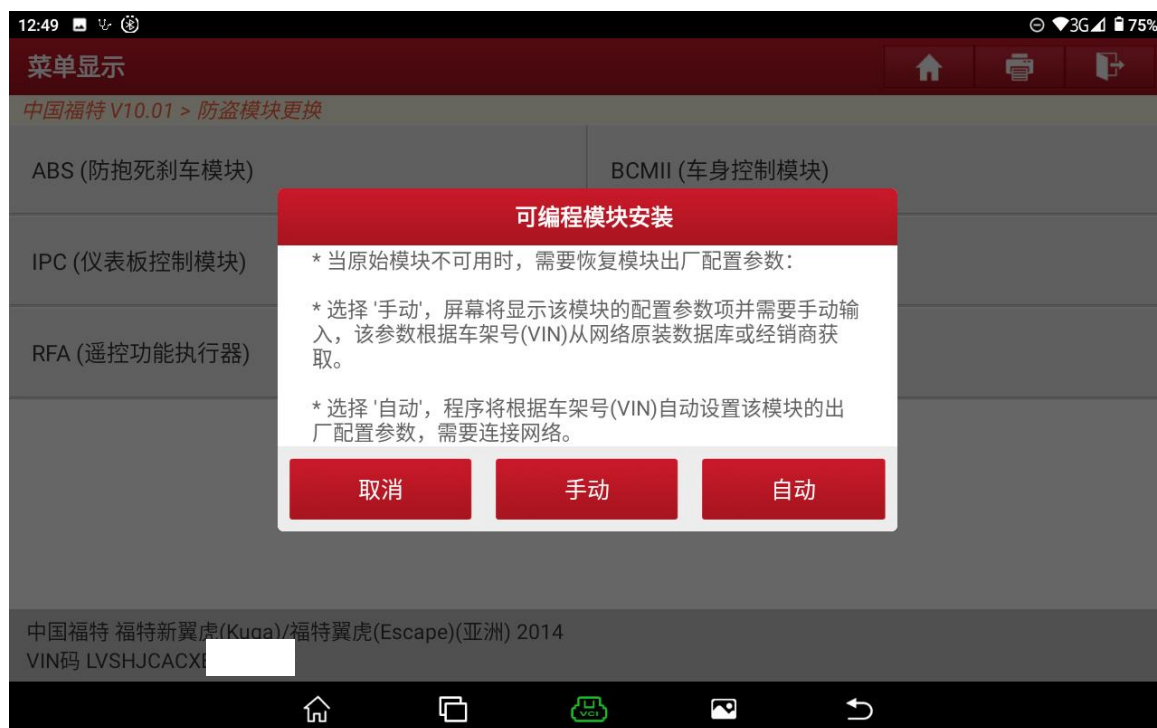 12:49
3G 75%
菜单显示
中国福特 V10.01 > 防盗模块更换
ABS (防抱死刹车模块)
BCMII (车身控制模块)
可编程模块安装
IPC (仪表板控制模块)
* 当原始模块不可用时，需要恢复模块出厂配置参数：
* 选择 '手动'，屏幕将显示该模块的配置参数项并需要手动输
入，该参数根据车架号(VIN)从网络原装数据库或经销商获
取。
RFA (遥控功能执行器)
* 选择 '自动'，程序将根据车架号(VIN)自动设置该模块的出
厂配置参数，需要连接网络。
取消
手动
自动
中国福特 福特新翼虎(Kuga)/福特翼虎(Escape)(亚洲) 2014
VIN码 LVSHJCACX
VCI